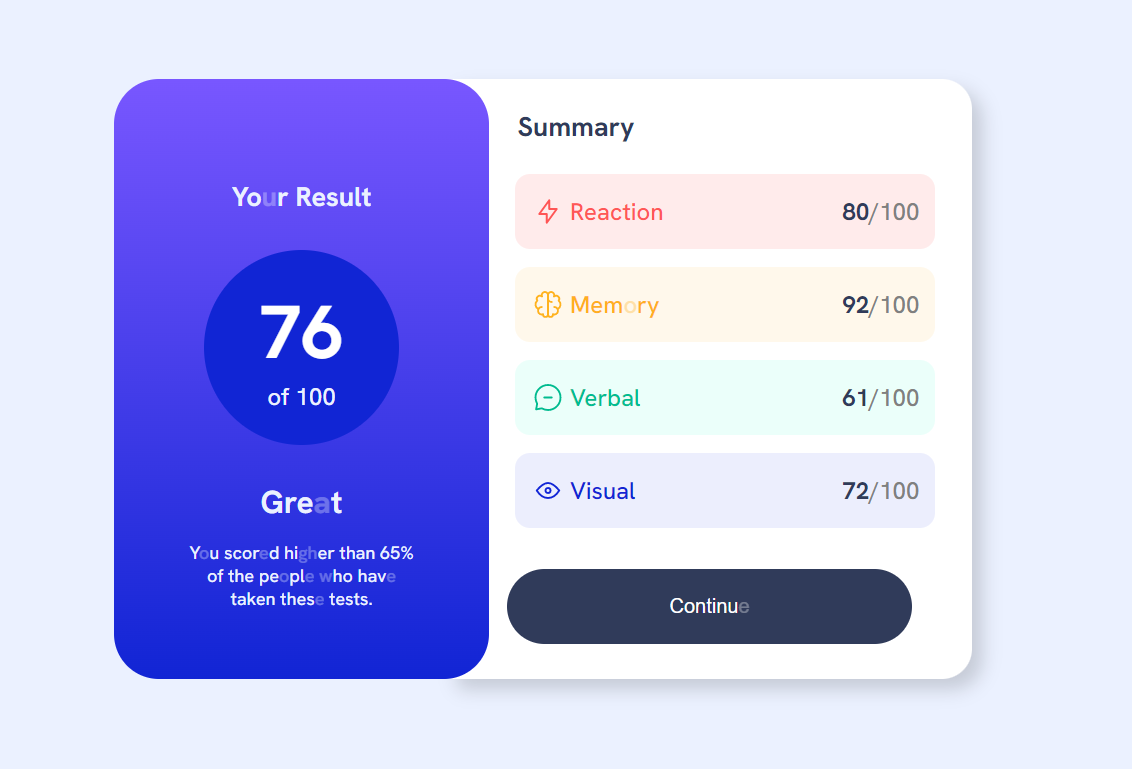 Your Result
76
of 100
Great
You scored higher than 65%
of the people who have
taken these tests.
Summary
Reaction 80/100
Memory 92/100
Verbal 61/100
Visual 72/100
Continue